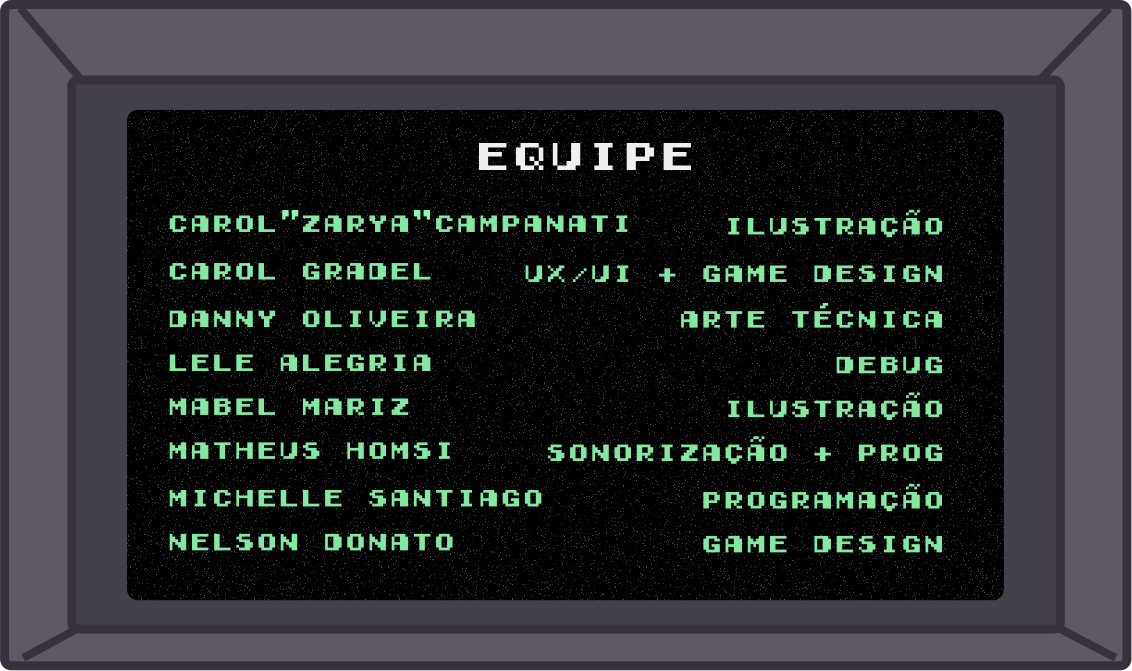 EQUIPE
CAROL"ZARYA"CAMPANATI ILUSTRAÇÃO
CAROL GRADEL UX/UI + GAME DESIGN
DANNY OLIVEIRA ARTE TÉCNICA
LELE ALEGRIA DEBUG
MABEL MARIZ ILUSTRAÇÃO
MATHEUS HOMSI SONORIZAÇÃO + PROG
MICHELLE SANTIAGO PROGRAMAÇÃO
NELSON DONATO GAME DESIGN